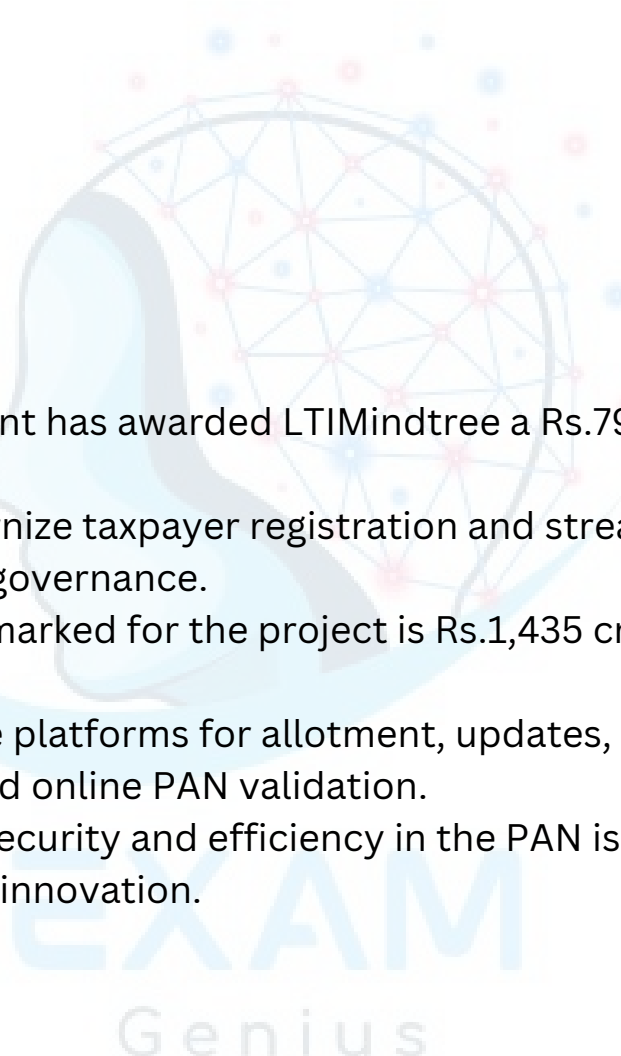 nt has awarded LTIMindtree a Rs.79
nize taxpayer registration and strea
governance.
marked for the project is Rs.1,435 cr
e platforms for allotment, updates,
d online PAN validation.
ecurity and efficiency in the PAN is
innovation.
EXAM
Genius